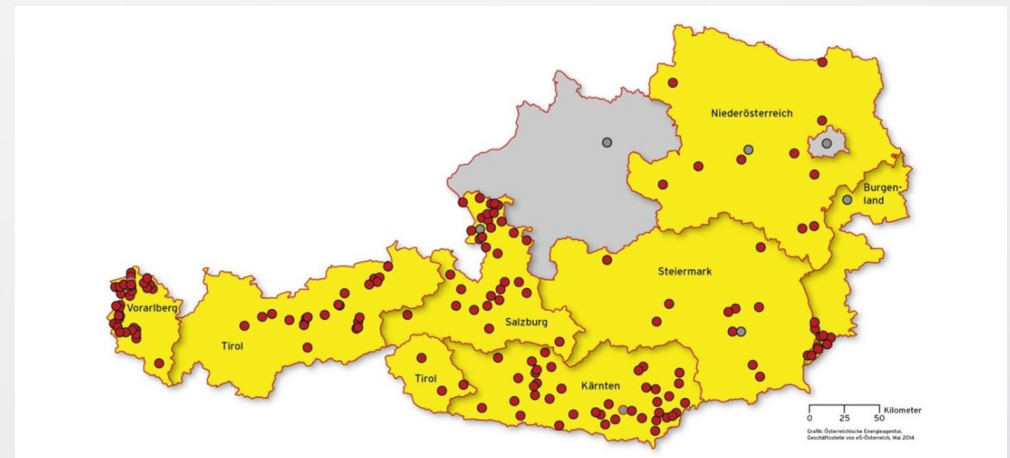 Niederösterreich
Burgen-
land
Steiermark
Vorarlberg
Salzburg
Tirol
Tirol
Kärnten
0 25 50 Kilometer
Grafik: Österreichische Energieagentur,
Geschäftsstelle von e5-Österreich, Mai 2014